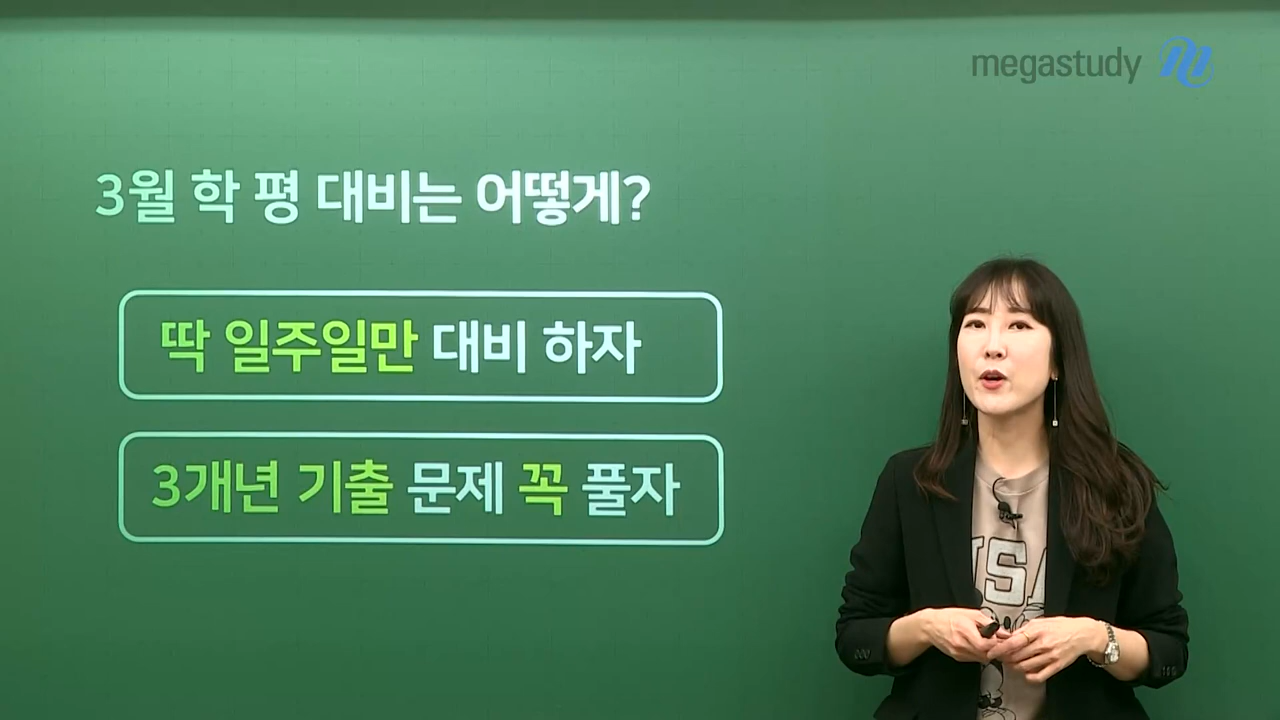 megastudy
3월 학 평 대비는 어떻게?
딱 일주일만 대비 하자
3개년 기출 문제 꼭 풀자
USA